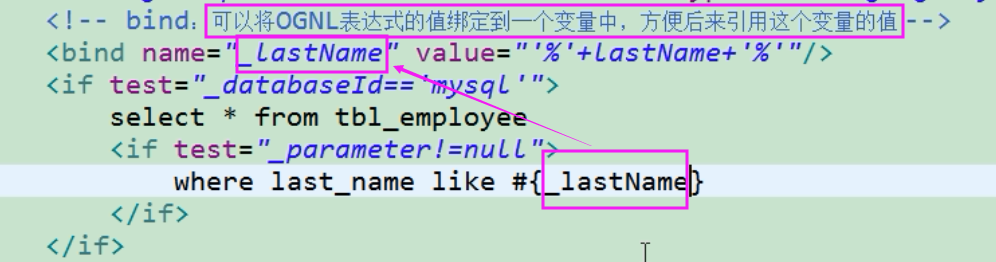 <!-- bind：可以将OGNL表达式的值绑定到一个变量中，方便后来引用这个变量的值 -->
<bind name="_lastName" value="'%'+lastName+'%'"/>
<if test="_databaseId=='mysql'">
select * from tbl_employee
<if test="_parameter!=null">
where last_name like #{_lastName}
</if>
</if>